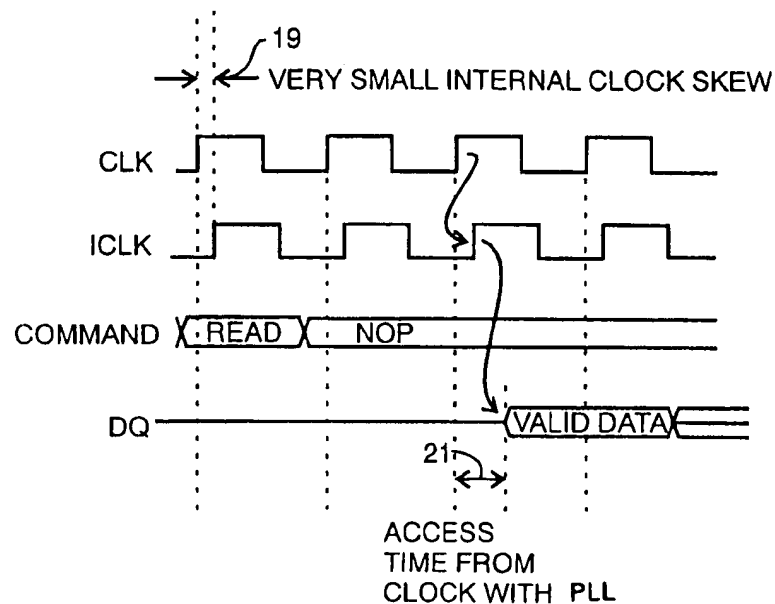 19
VERY SMALL INTERNAL CLOCK SKEW
CLK
ICLK
COMMAND
READ
NOP
DQ
VALID DATA
21
ACCESS
TIME FROM
CLOCK WITH PLL